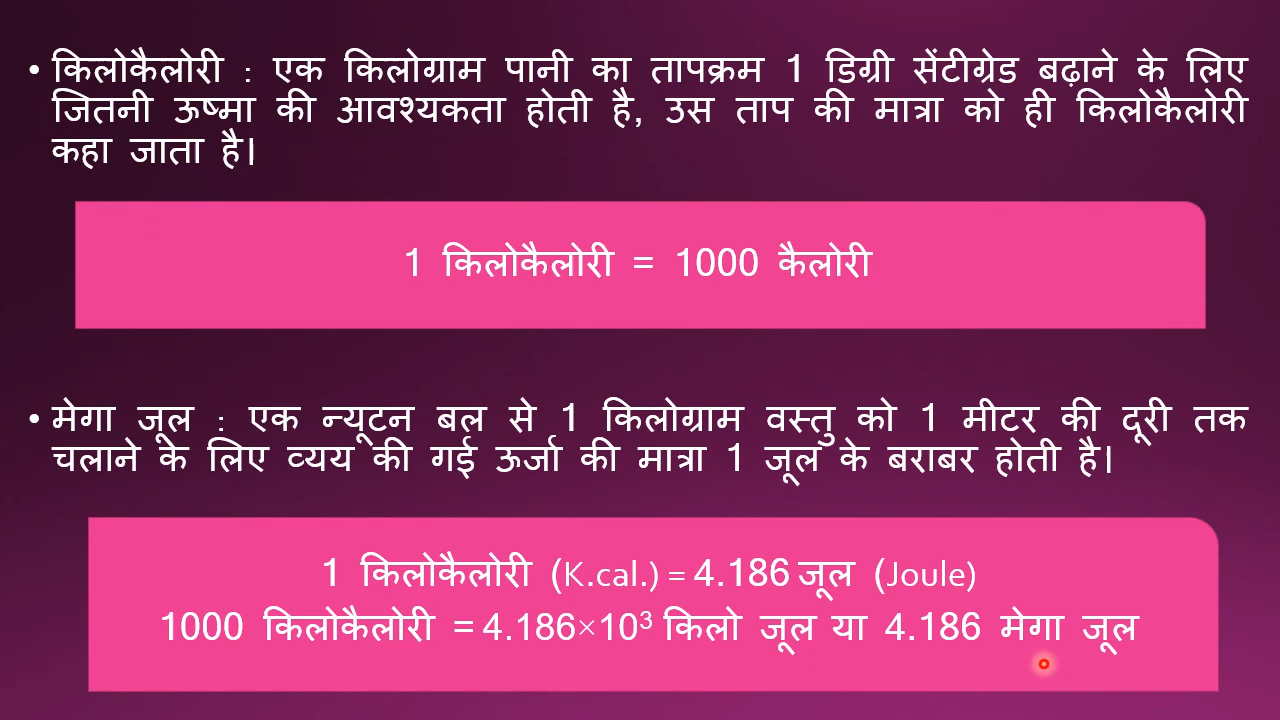 • किलोकैलोरी : एक किलोग्राम पानी का तापक्रम 1 डिग्री सेंटीग्रेड बढ़ाने के लिए
जितनी ऊष्मा की आवश्यकता होती है, उस ताप की मात्रा को ही किलोकैलोरी
कहा जाता है।
1 किलोकैलोरी = 1000 कैलोरी
• मेगा जूल : एक न्यूटन बल से 1 किलोग्राम वस्तु को 1 मीटर की दूरी तक
चलाने के लिए व्यय की गई ऊर्जा की मात्रा 1 जूल के बराबर होती है।
1 किलोकैलोरी (K.cal.) = 4.186 जूल (Joule)
1000 किलोकैलोरी = 4.186×10³ किलो जूल या 4.186 मेगा जूल